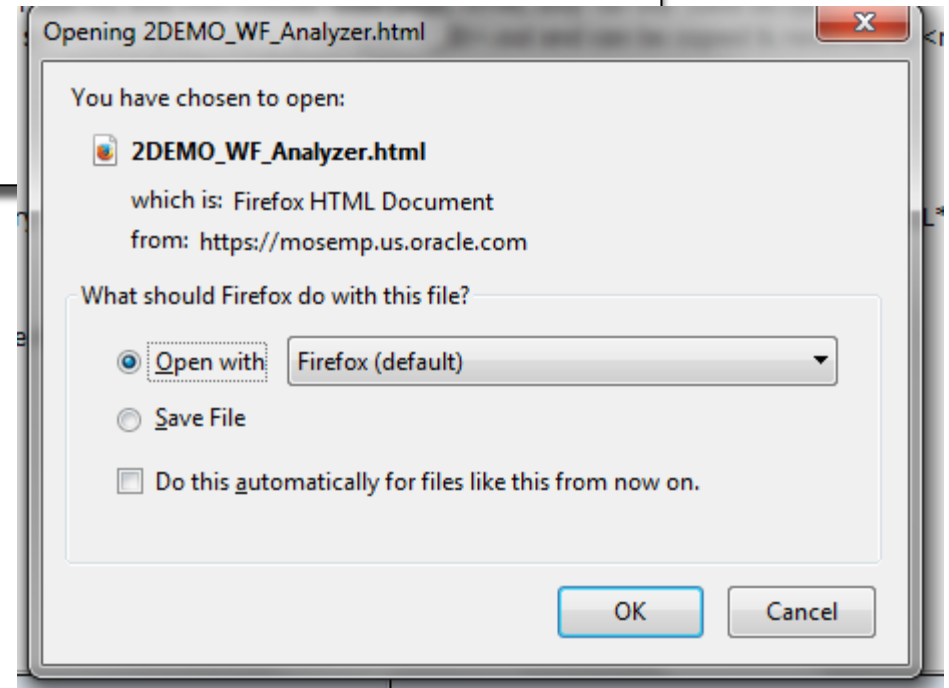 Opening 2DEMO_WF_Analyzer.html
You have chosen to open:
2DEMO_WF_Analyzer.html
which is: Firefox HTML Document
from: https://mosemp.us.oracle.com
What should Firefox do with this file?
Open with Firefox (default)
Save File
Do this automatically for files like this from now on.
OK Cancel